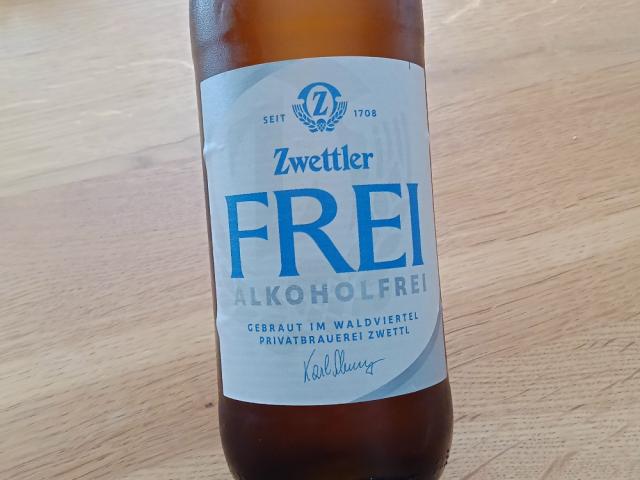 Z
SEIT 1708
Zwettler
FREI
ALKOHOLFREI
GEBRAUT IM WALDVIERTEL
PRIVATBRAUEREI ZWETTL